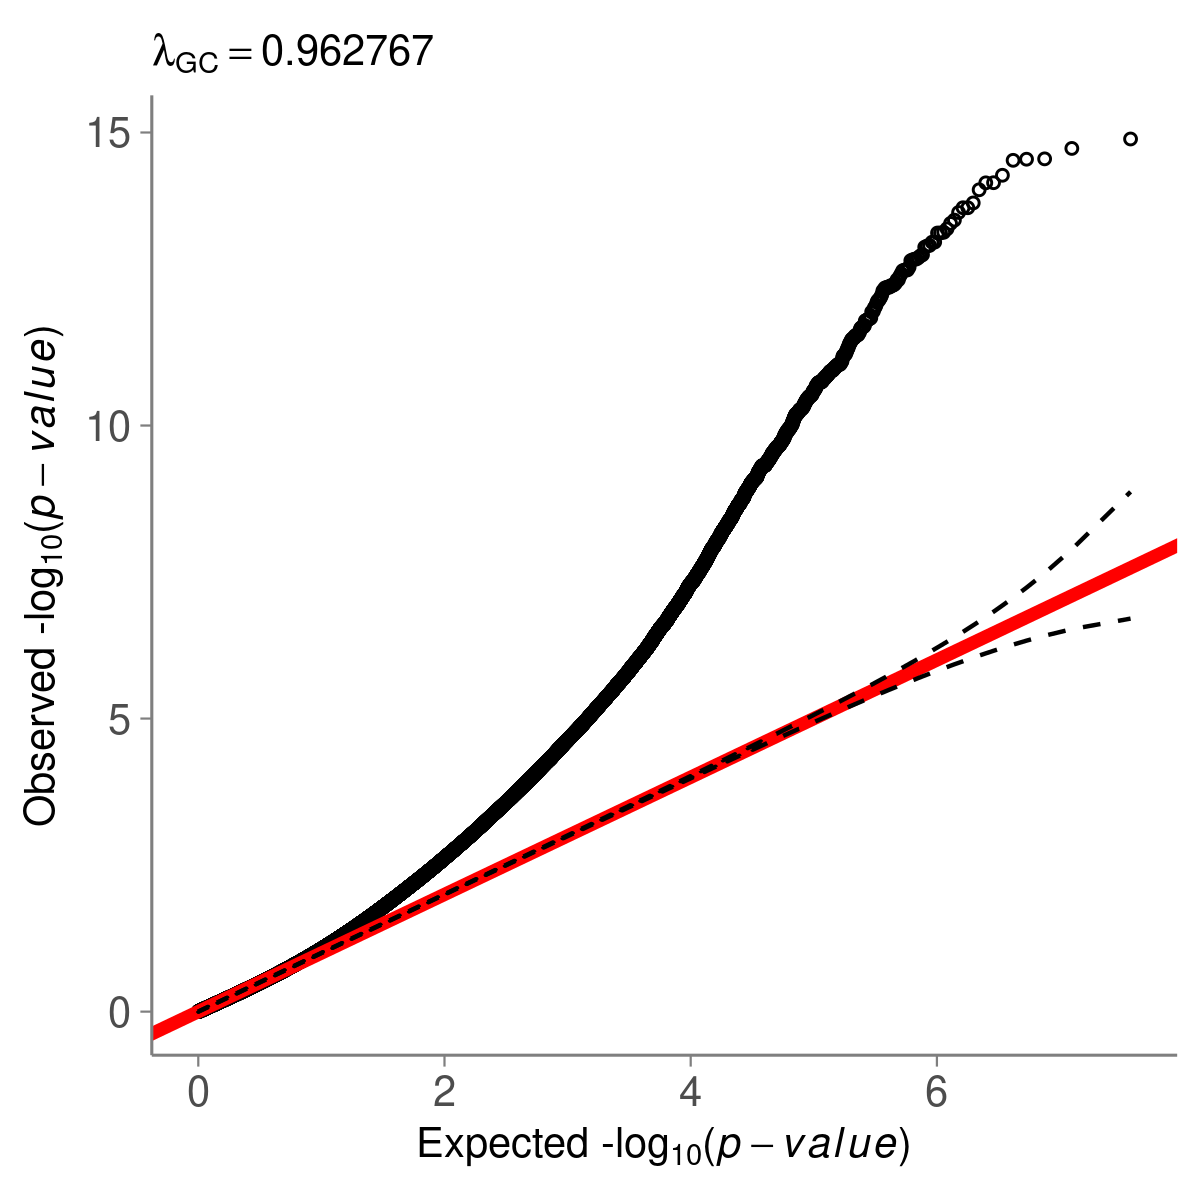 λGC = 0.962767
15
10
5
0
Observed -log10(p − value)
0 2 4 6
Expected -log10(p − value)